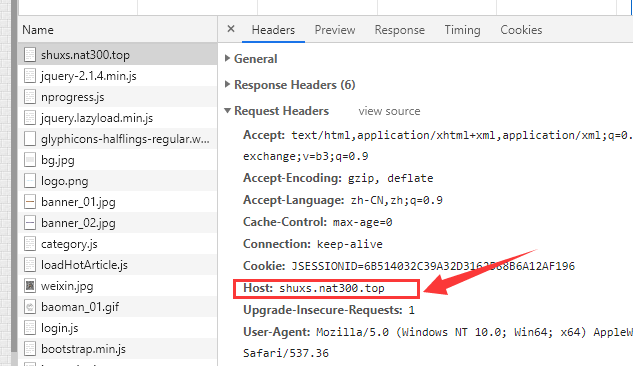 Name
shuxs.nat300.top
jquery-2.1.4.min.js
nprogress.js
jquery.lazyload.min.js
glyphicons-halflings-regular.w...
bg.jpg
logo.png
banner_01.jpg
banner_02.jpg
category.js
loadHotArticle.js
weixin.jpg
baoman_01.gif
login.js
bootstrap.min.js
× Headers Preview Response Timing Cookies
▶ General
▶ Response Headers (6)
▼ Request Headers view source
Accept: text/html,application/xhtml+xml,application/xml;q=0.
exchange;v=b3;q=0.9
Accept-Encoding: gzip, deflate
Accept-Language: zh-CN,zh;q=0.9
Cache-Control: max-age=0
Connection: keep-alive
Cookie:
Host: shuxs.nat300.top
Upgrade-Insecure-Requests: 1
User-Agent: Mozilla/5.0 (Windows NT 10.0; Win64; x64) AppleW
Safari/537.36